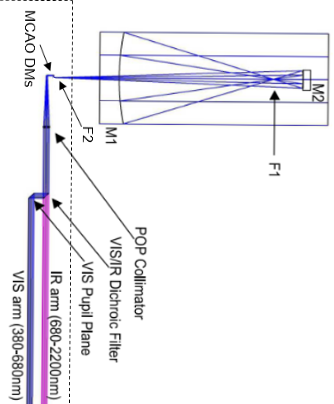 MCAO DMs
F2
M1
M2
F1
POP Collimator
VIS/IR Dichroic Filter
VIS Pupil Plane
IR arm (680-2200nm)
VIS arm (380-680nm)